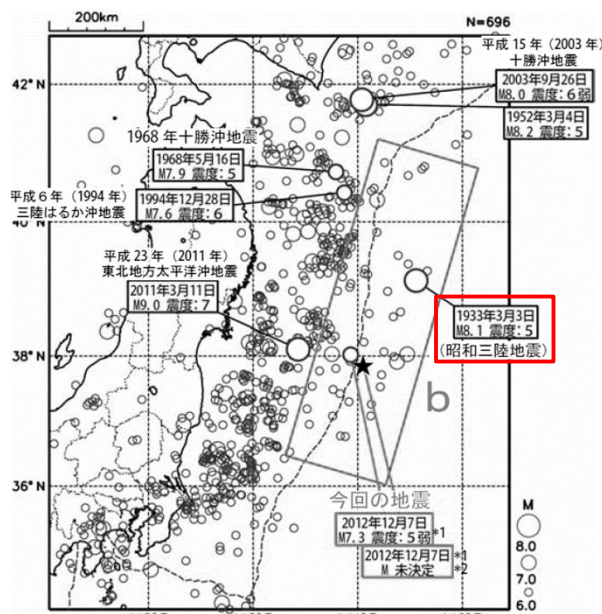 200km
N=696
平成 15 年（2003 年）
十勝沖地震
42°N
2003年9月26日
M8.0 震度：6弱
1952年3月4日
M8.2 震度：5
1968年十勝沖地震
1968年5月16日
M7.9 震度：5
平成６年（1994 年）
三陸はるか沖地震
1994年12月28日
M7.6 震度：6
40°N
平成 23 年（2011 年）
東北地方太平洋沖地震
2011年3月11日
M9.0 震度：7
1933年3月3日
M8.1 震度：5
（昭和三陸地震）
38°N
b
36°N
今回の地震
2012年12月7日
M7.3 震度：5弱*1
2012年12月7日*1
M 未決定 *2
M
8.0
7.0
6.0